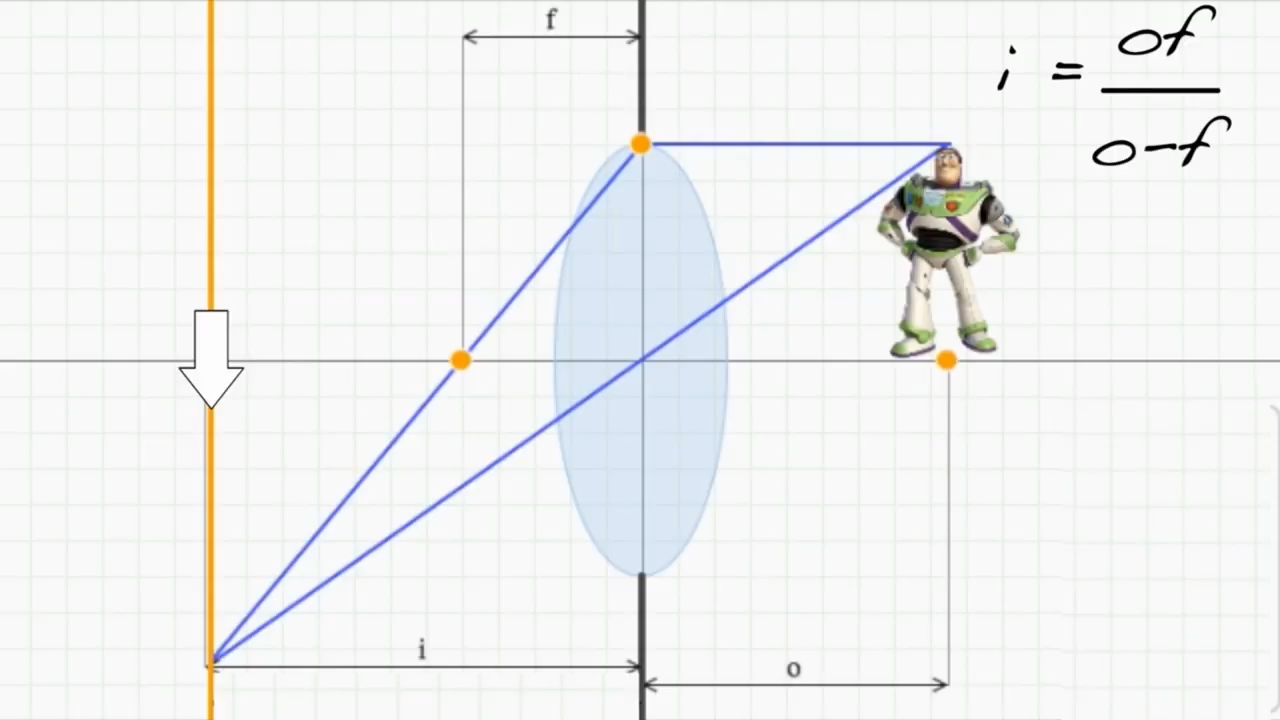 f
i = of
o-f
i
o